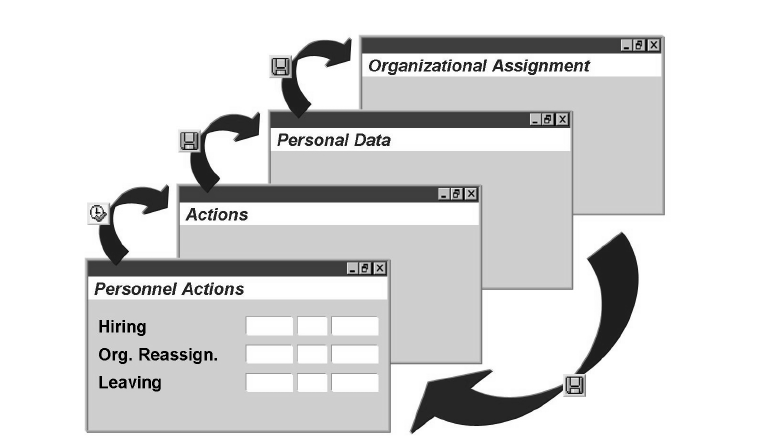 Organizational Assignment
Personal Data
Actions
Personnel Actions
Hiring
Org. Reassign.
Leaving